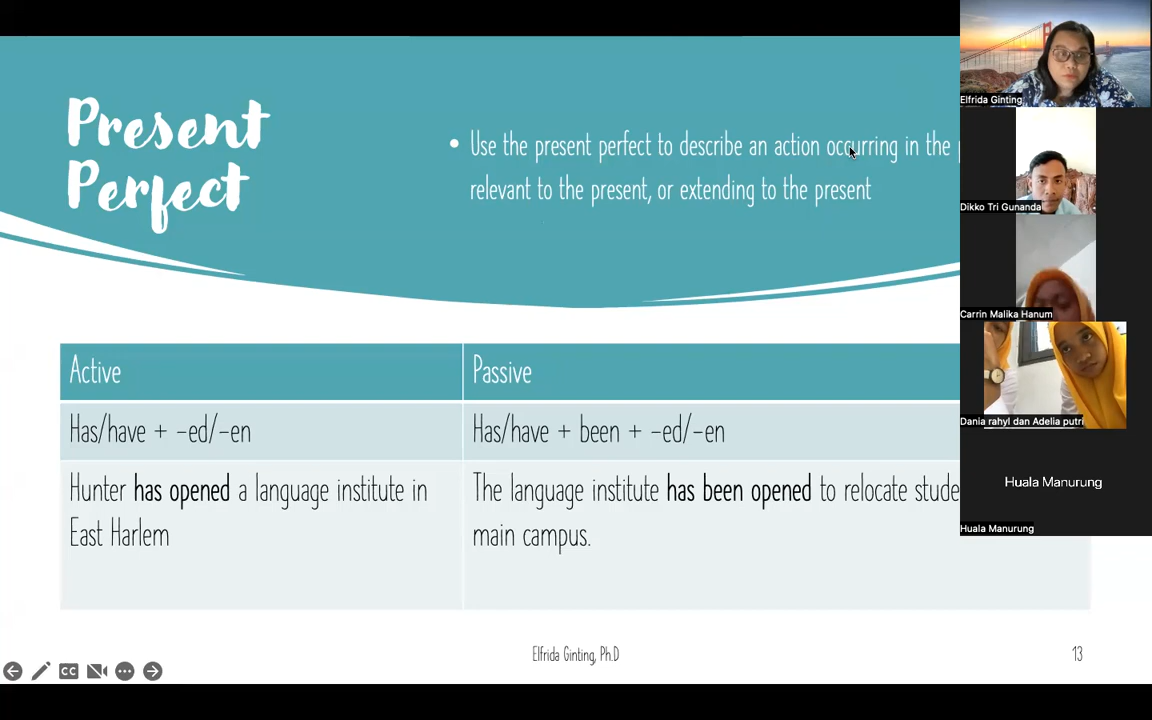 Present
Perfect
• Use the present perfect to describe an action occurring in the
relevant to the present, or extending to the present
Active
Passive
Has/have + -ed/-en
Has/have + been + -ed/-en
Hunter has opened a language institute in
East Harlem
The language institute has been opened to relocate
main campus.
Elfrida Ginting, Ph.D
13
CC
Elfrida Ginting
Dikko Tri Gunanda
Carrin Malika Hanum
Dania rahyl dan Adelia putri
Huala Manurung
Huala Manurung